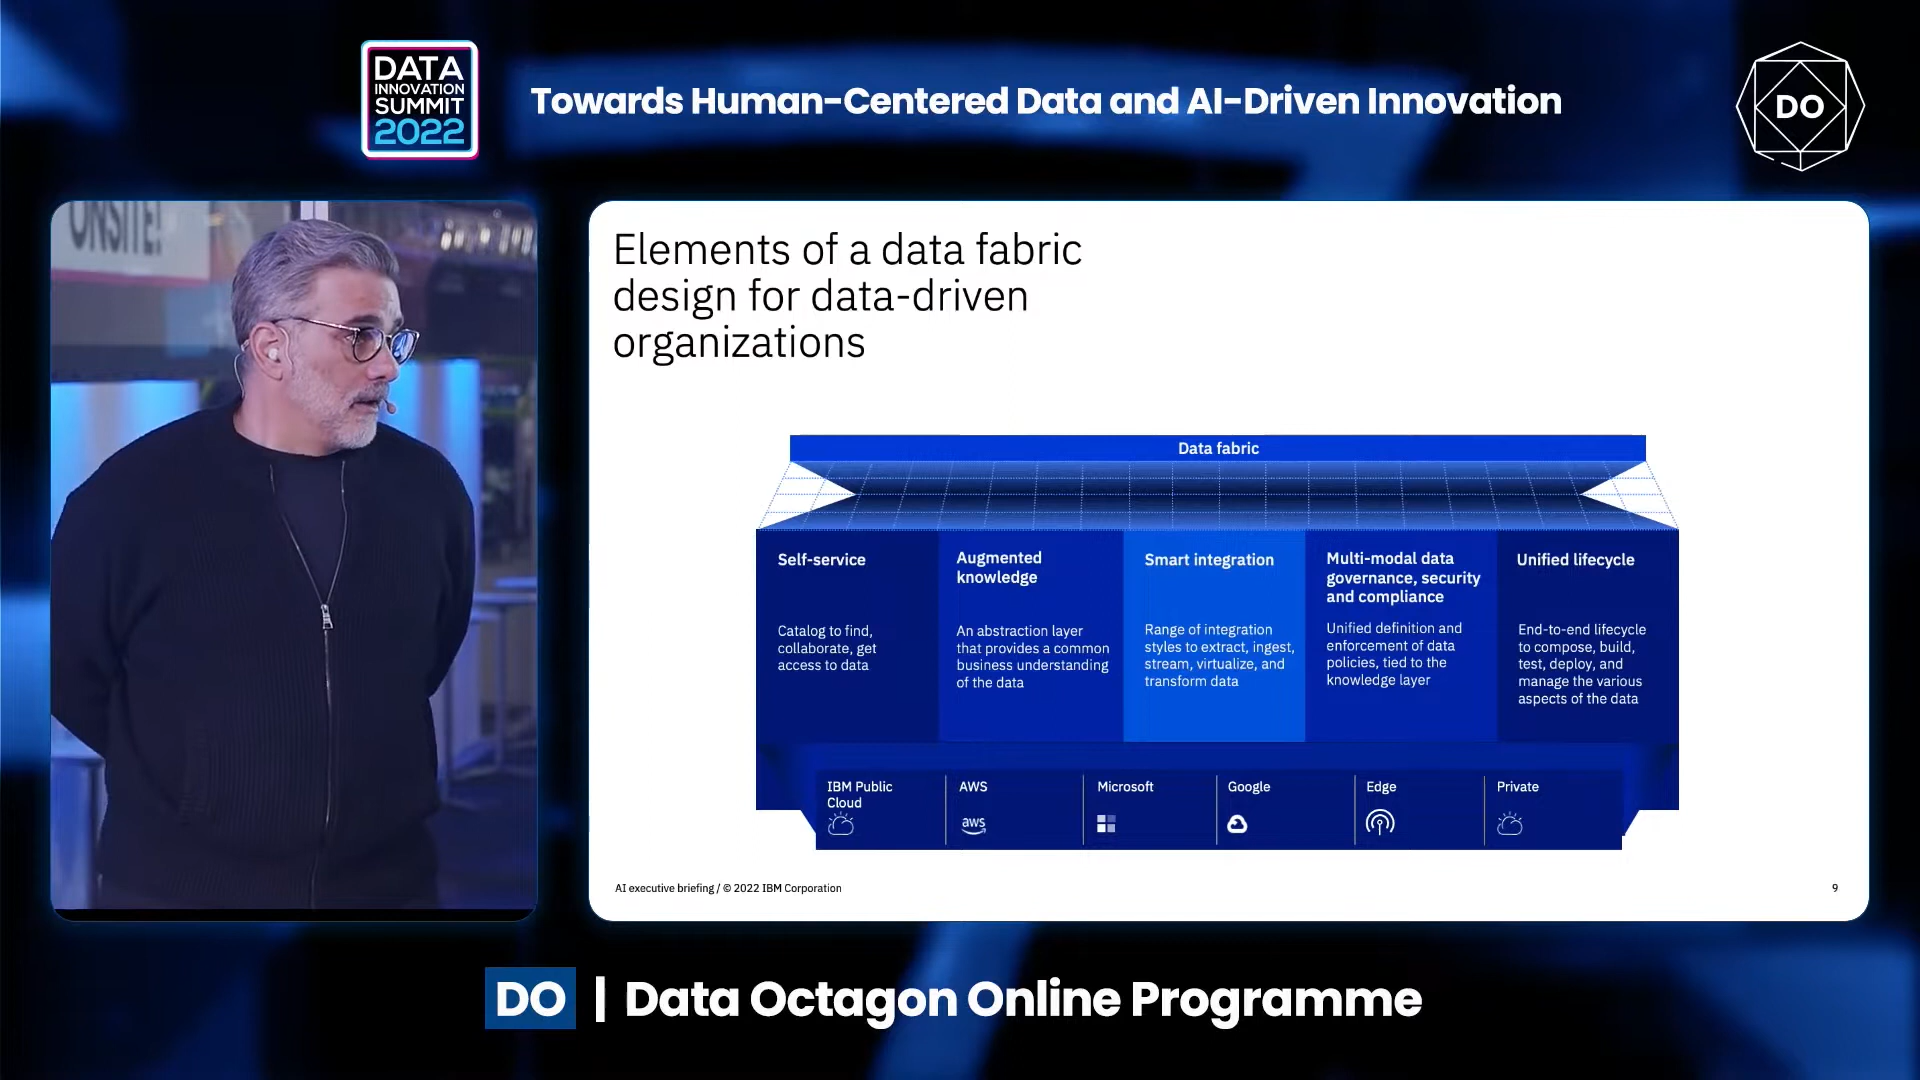 DATA
INNOVATION
SUMMIT
2022
Towards Human-Centered Data and AI-Driven Innovation
DO
ONSITE!
Elements of a data fabric
design for data-driven
organizations
Data fabric
Self-service
Catalog to find,
collaborate, get
access to data
Augmented
knowledge
An abstraction layer
that provides a common
business understanding
of the data
Smart integration
Range of integration
styles to extract, ingest,
stream, virtualize, and
transform data
Multi-modal data
governance, security
and compliance
Unified definition and
enforcement of data
policies, tied to the
knowledge layer
Unified lifecycle
End-to-end lifecycle
to compose, build,
test, deploy, and
manage the various
aspects of the data
IBM Public
Cloud
AWS
aws
Microsoft
Google
Edge
Private
AI executive briefing / © 2022 IBM Corporation
9
DO | Data Octagon Online Programme